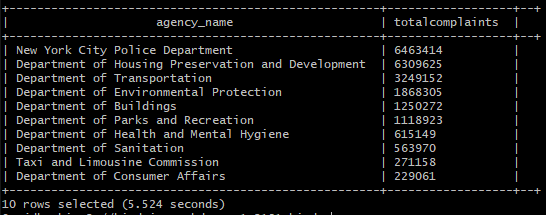 agency_name | totalcomplaints |
New York City Police Department | 6463414 |
Department of Housing Preservation and Development | 6309625 |
Department of Transportation | 3249152 |
Department of Environmental Protection | 1868305 |
Department of Buildings | 1250272 |
Department of Parks and Recreation | 1118923 |
Department of Health and Mental Hygiene | 615149 |
Department of Sanitation | 563970 |
Taxi and Limousine Commission | 271158 |
Department of Consumer Affairs | 229061 |
10 rows selected (5.524 seconds)